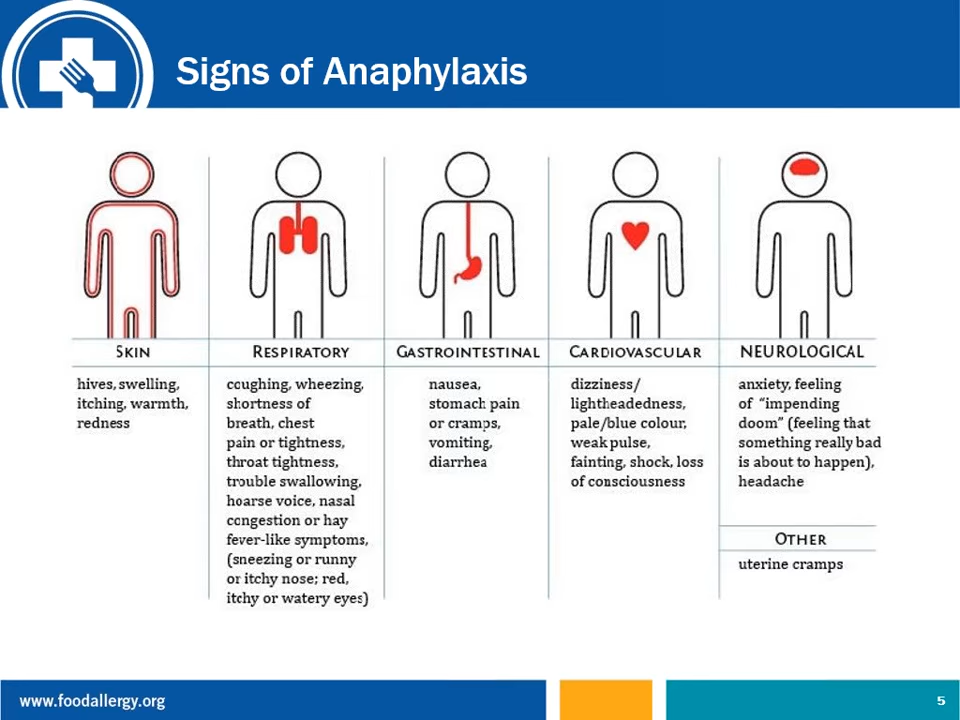 Signs of Anaphylaxis
SKIN
hives, swelling,
itching, warmth,
redness
RESPIRATORY
coughing, wheezing,
shortness of
breath, chest
pain or tightness,
throat tightness,
trouble swallowing,
hoarse voice, nasal
congestion or hay
fever-like symptoms,
(sneezing or runny
or itchy nose; red,
itchy or watery eyes)
GASTROINTESTINAL
nausea,
stomach pain
or cramps,
vomiting,
diarrhea
CARDIOVASCULAR
dizziness/
lightheadedness,
pale/blue colour,
weak pulse,
fainting, shock, loss
of consciousness
NEUROLOGICAL
anxiety, feeling
of “impending
doom” (feeling that
something really bad
is about to happen),
headache
OTHER
uterine cramps
www.foodallergy.org
5